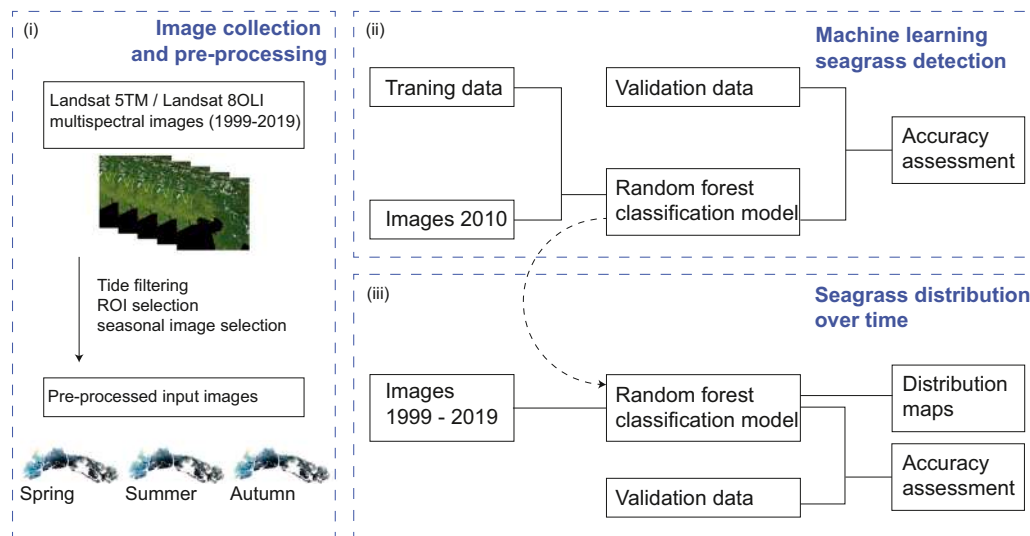 (i)
Image collection
and pre-processing
Landsat 5TM / Landsat 8OLI
multispectral images (1999-2019)
Tide filtering
ROI selection
seasonal image selection
Pre-processed input images
Spring
Summer
Autumn
(ii)
Machine learning
seagrass detection
Traning data
Validation data
Accuracy
assessment
Images 2010
Random forest
classification model
(iii)
Seagrass distribution
over time
Images
1999 - 2019
Random forest
classification model
Distribution
maps
Accuracy
assessment
Validation data